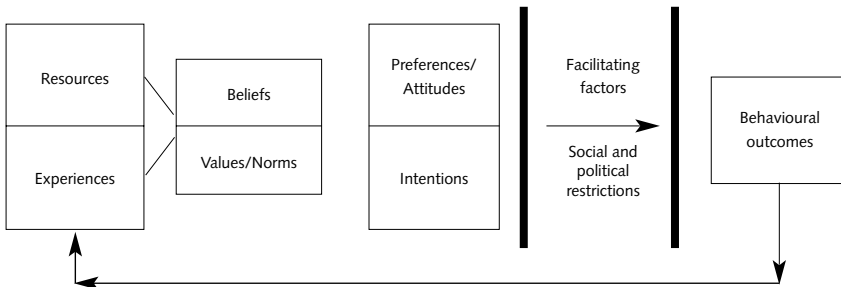 Resources
Experiences
Beliefs
Values/Norms
Preferences/
Attitudes
Intentions
Facilitating
factors
Social and
political
restrictions
Behavioural
outcomes